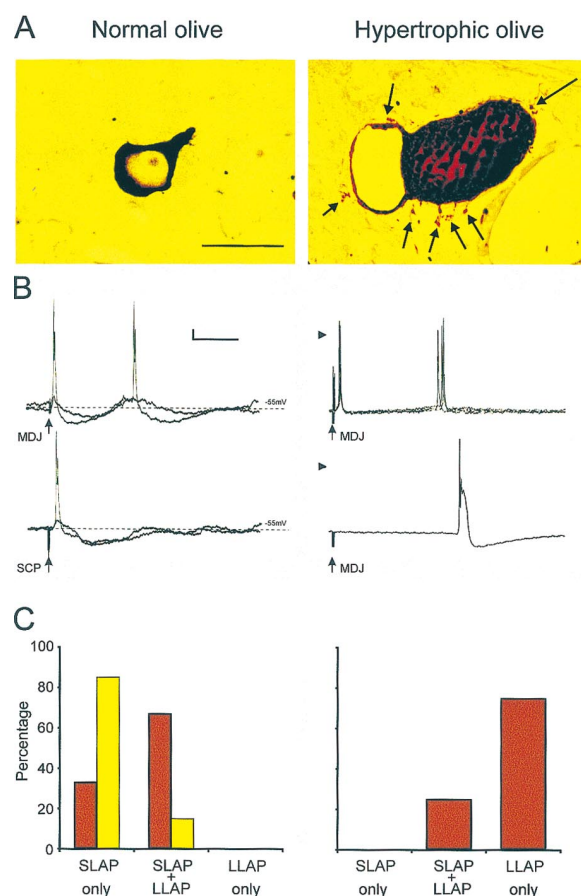 A
Normal olive
Hypertrophic olive
B
-55mV
MDJ
-55mV
SCP
MDJ
MDJ
C
Percentage
100
80
60
40
20
0
SLAP
only
SLAP
+
LLAP
LLAP
only
SLAP
only
SLAP
+
LLAP
LLAP
only